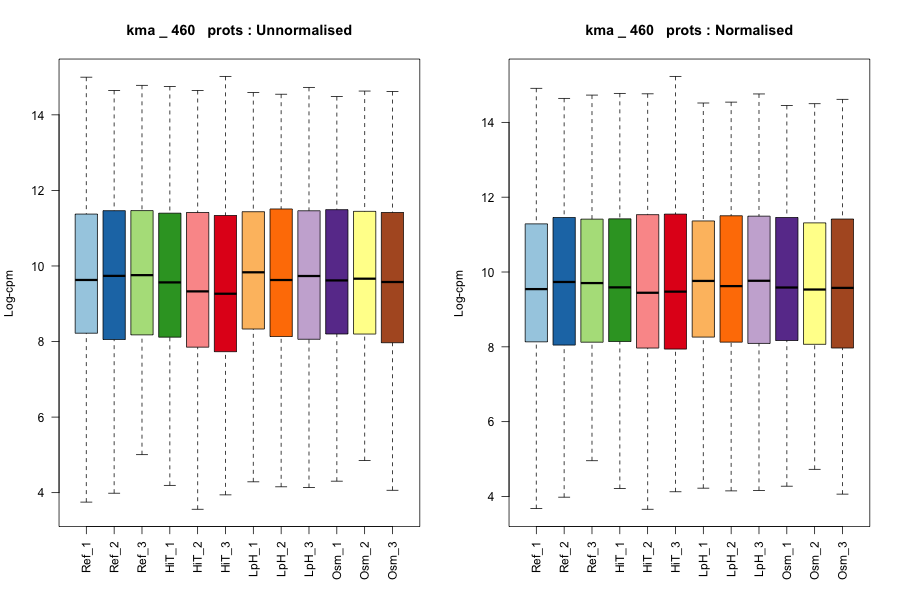 kma _ 460   prots : Unnormalised
Log-cpm
14
12
10
8
6
4
Ref_1
Ref_2
Ref_3
HiT_1
HiT_2
HiT_3
LpH_1
LpH_2
LpH_3
Osm_1
Osm_2
Osm_3
kma _ 460   prots : Normalised
Log-cpm
14
12
10
8
6
4
Ref_1
Ref_2
Ref_3
HiT_1
HiT_2
HiT_3
LpH_1
LpH_2
LpH_3
Osm_1
Osm_2
Osm_3